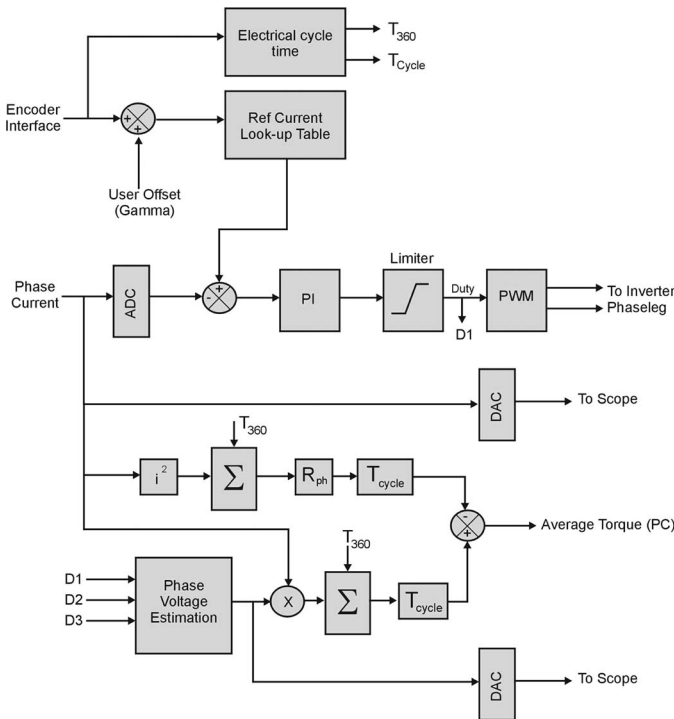 Electrical cycle
time
T360
TCycle
Encoder
Interface
+
+
Ref Current
Look-up Table
User Offset
(Gamma)
Phase
Current
ADC
+
-
PI
Limiter
Duty
D1
PWM
To Inverter
Phaseleg
DAC
To Scope
T360
i2
Σ
Rph
Tcycle
-
+
Average Torque (PC)
T360
D1
D2
D3
Phase
Voltage
Estimation
X
Σ
Tcycle
DAC
To Scope